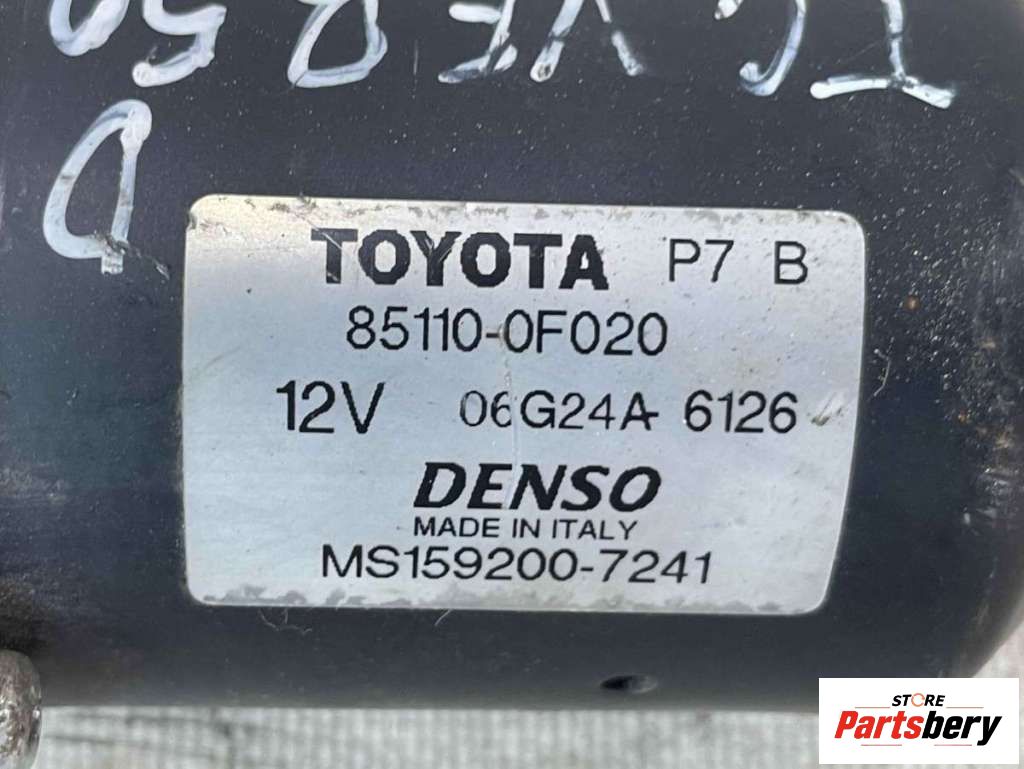 TOYOTA P7 B
85110-0F020
12V 06G24A 6126
DENSO
MADE IN ITALY
MS159200-7241
STORE
Partsbery